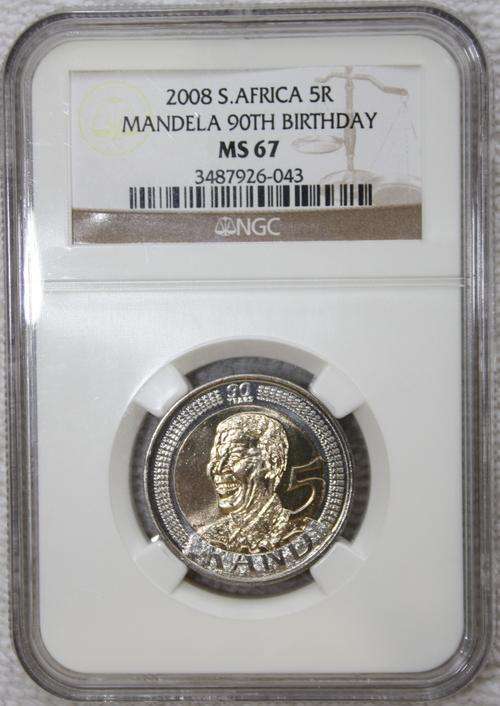 2008 S.AFRICA 5R
MANDELA 90TH BIRTHDAY
MS 67
3487926-043
NGC
90
YEARS
5
RAND